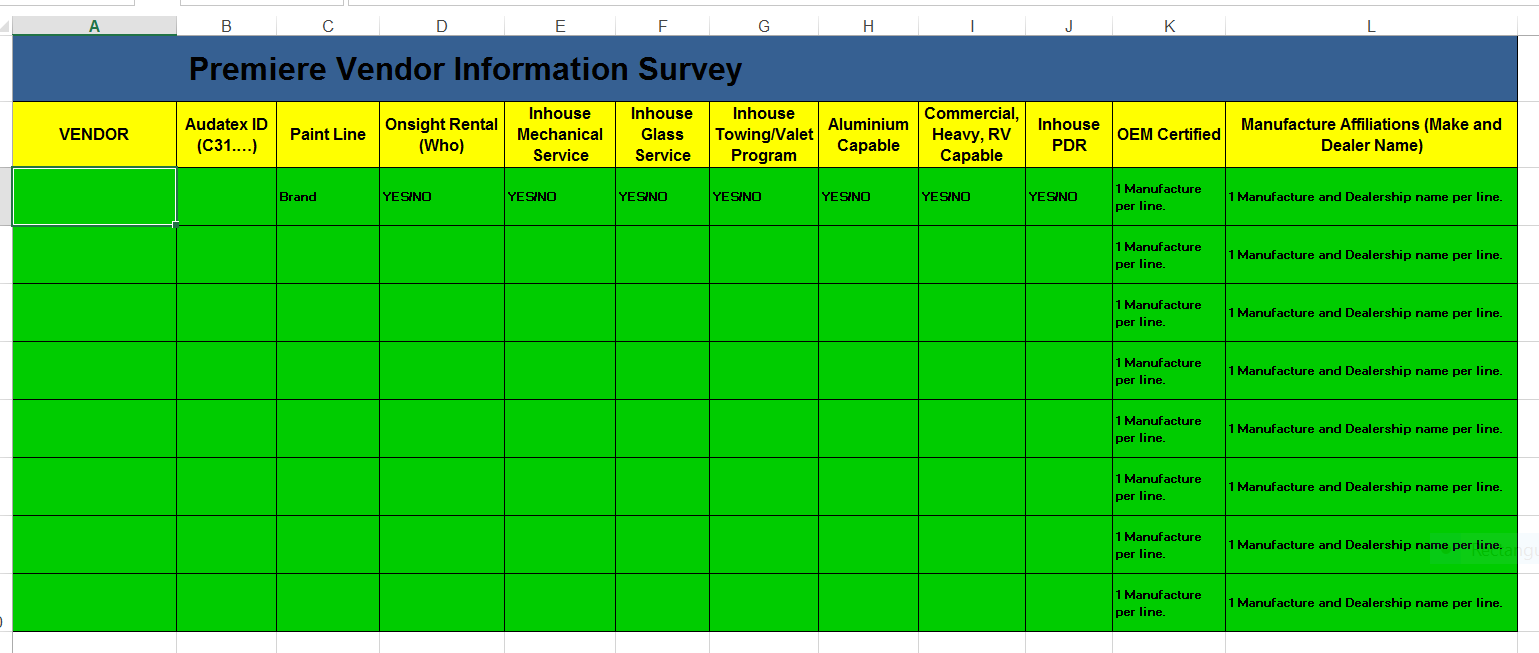 A B C D E F G H I J K L
Premiere Vendor Information Survey
VENDOR
Audatex ID
(C31....)
Paint Line
Onsight Rental
(Who)
Inhouse
Mechanical
Service
Inhouse
Glass
Service
Inhouse
Towing/Valet
Program
Aluminium
Capable
Commercial,
Heavy, RV
Capable
Inhouse
PDR
OEM Certified
Manufacture Affiliations (Make and
Dealer Name)
Brand
YES/NO
YES/NO
YES/NO
YES/NO
YES/NO
YES/NO
YES/NO
1 Manufacture
per line.
1 Manufacture and Dealership name per line.
1 Manufacture
per line.
1 Manufacture and Dealership name per line.
1 Manufacture
per line.
1 Manufacture and Dealership name per line.
1 Manufacture
per line.
1 Manufacture and Dealership name per line.
1 Manufacture
per line.
1 Manufacture and Dealership name per line.
1 Manufacture
per line.
1 Manufacture and Dealership name per line.
1 Manufacture
per line.
1 Manufacture and Dealership name per line.
1 Manufacture
per line.
1 Manufacture and Dealership name per line.